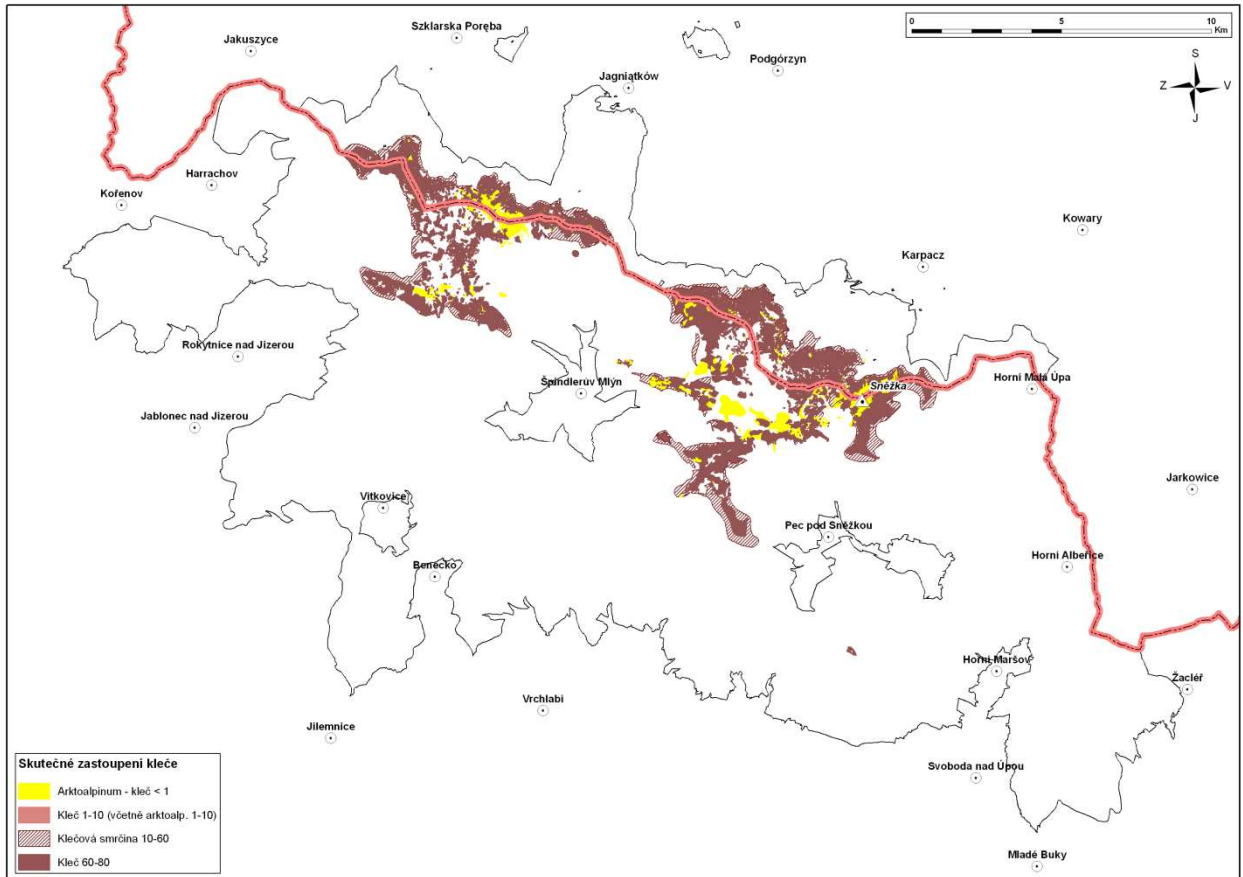 Szklarska Poręba
Jakuszyce
Podgórzyn
Jagniątków
0 5 10
Km
S
Z V
J
Harrachov
Kořenov
Kowary
Karpacz
Rokytnice nad Jizerou
Špindlerův Mlýn
Sněžka
Horní Malá Úpa
Jablonec nad Jizerou
Jarkowice
Vítkovice
Pec pod Sněžkou
Horní Albeřice
Benecko
Horní Maršov
Žacléř
Vrchlabí
Jilemnice
Svoboda nad Úpou
Mladé Buky
Skutečné zastoupení kleče
Arktoalpinum - kleč < 1
Kleč 1-10 (včetně arktoalp. 1-10)
Klečová smrčina 10-60
Kleč 60-80